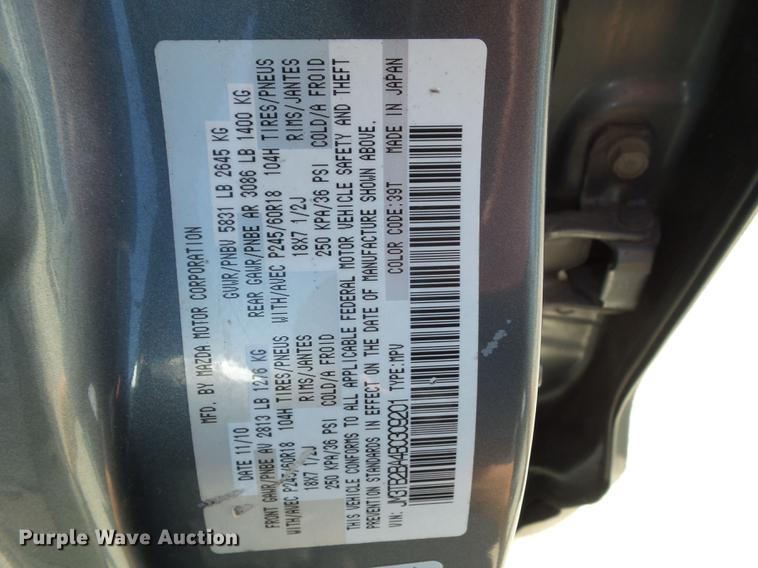 MFD. BY MAZDA MOTOR CORPORATION
DATE 11/10 GVWR/PNBV 5831 LB 2645 KG
FRONT GAWR/PNBE AV 2813 LB 1276 KG REAR GAWR/PNBE AR 3086 LB 1400 KG
WITH/AVEC P245/60R18 104H TIRES/PNEUS WITH/AVEC P245/60R18 104H TIRES/PNEUS
18X7 1/2J RIMS/JANTES 18X7 1/2J RIMS/JANTES
250 KPA/36 PSI COLD/A FROID 250 KPA/36 PSI COLD/A FROID
THIS VEHICLE CONFORMS TO ALL APPLICABLE FEDERAL MOTOR VEHICLE SAFETY AND THEFT
PREVENTION STANDARDS IN EFFECT ON THE DATE OF MANUFACTURE SHOWN ABOVE.
VIN: JM3TB2BA4B0309201 TYPE:MPV COLOR CODE:39T MADE IN JAPAN
Purple Wave Auction